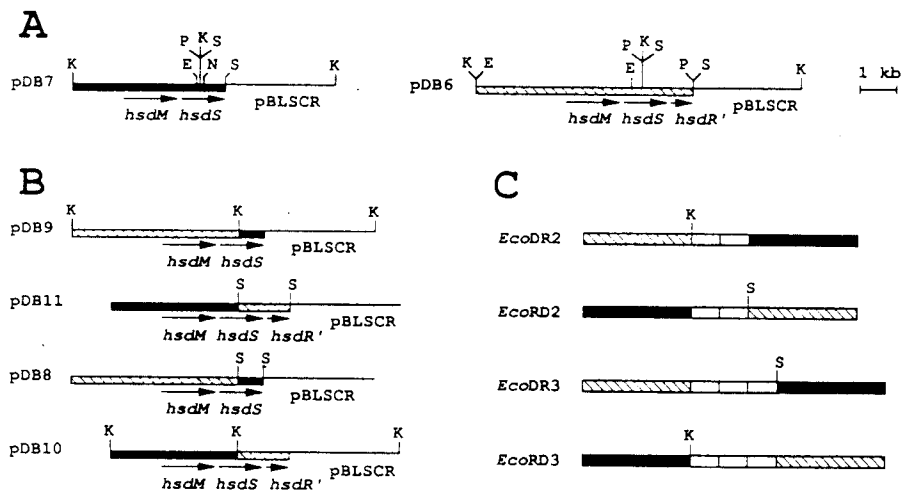 A
P K S
K E N S K
pDB7
pBLSCR
hsdM hsdS
P K S
K E E P S K
pDB6
pBLSCR
hsdM hsdS hsdR'
1 kb
B
K K K
pDB9
pBLSCR
hsdM hsdS
S S
pDB11
pBLSCR
hsdM hsdS hsdR'
S S
pDB8
pBLSCR
hsdM hsdS
K K K
pDB10
pBLSCR
hsdM hsdS hsdR'
C
K
EcoDR2
S
EcoRD2
S
EcoDR3
K
EcoRD3